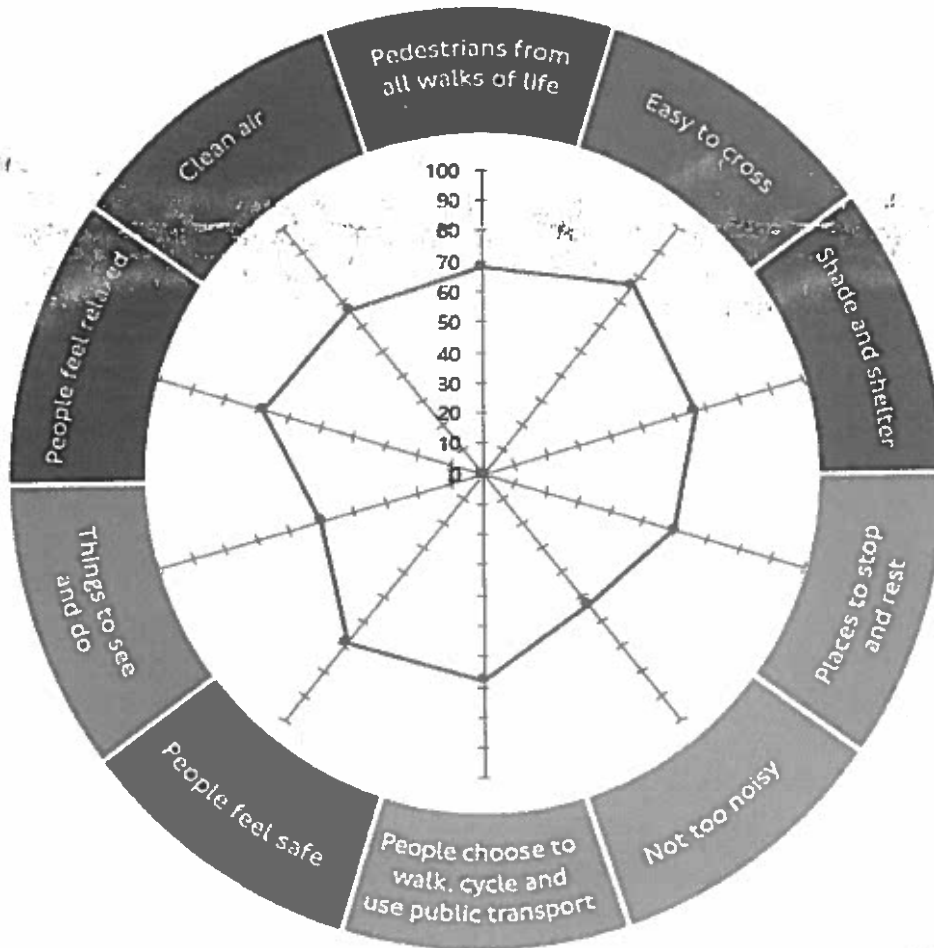 Pedestrians from
all walks of life
Easy to cross
Shade and shelter
Places to stop
and rest
Not too noisy
People choose to
walk, cycle and
use public transport
People feel safe
Things to see
and do
People feel relaxed
Clean air
100
90
80
70
60
50
40
30
20
10
0